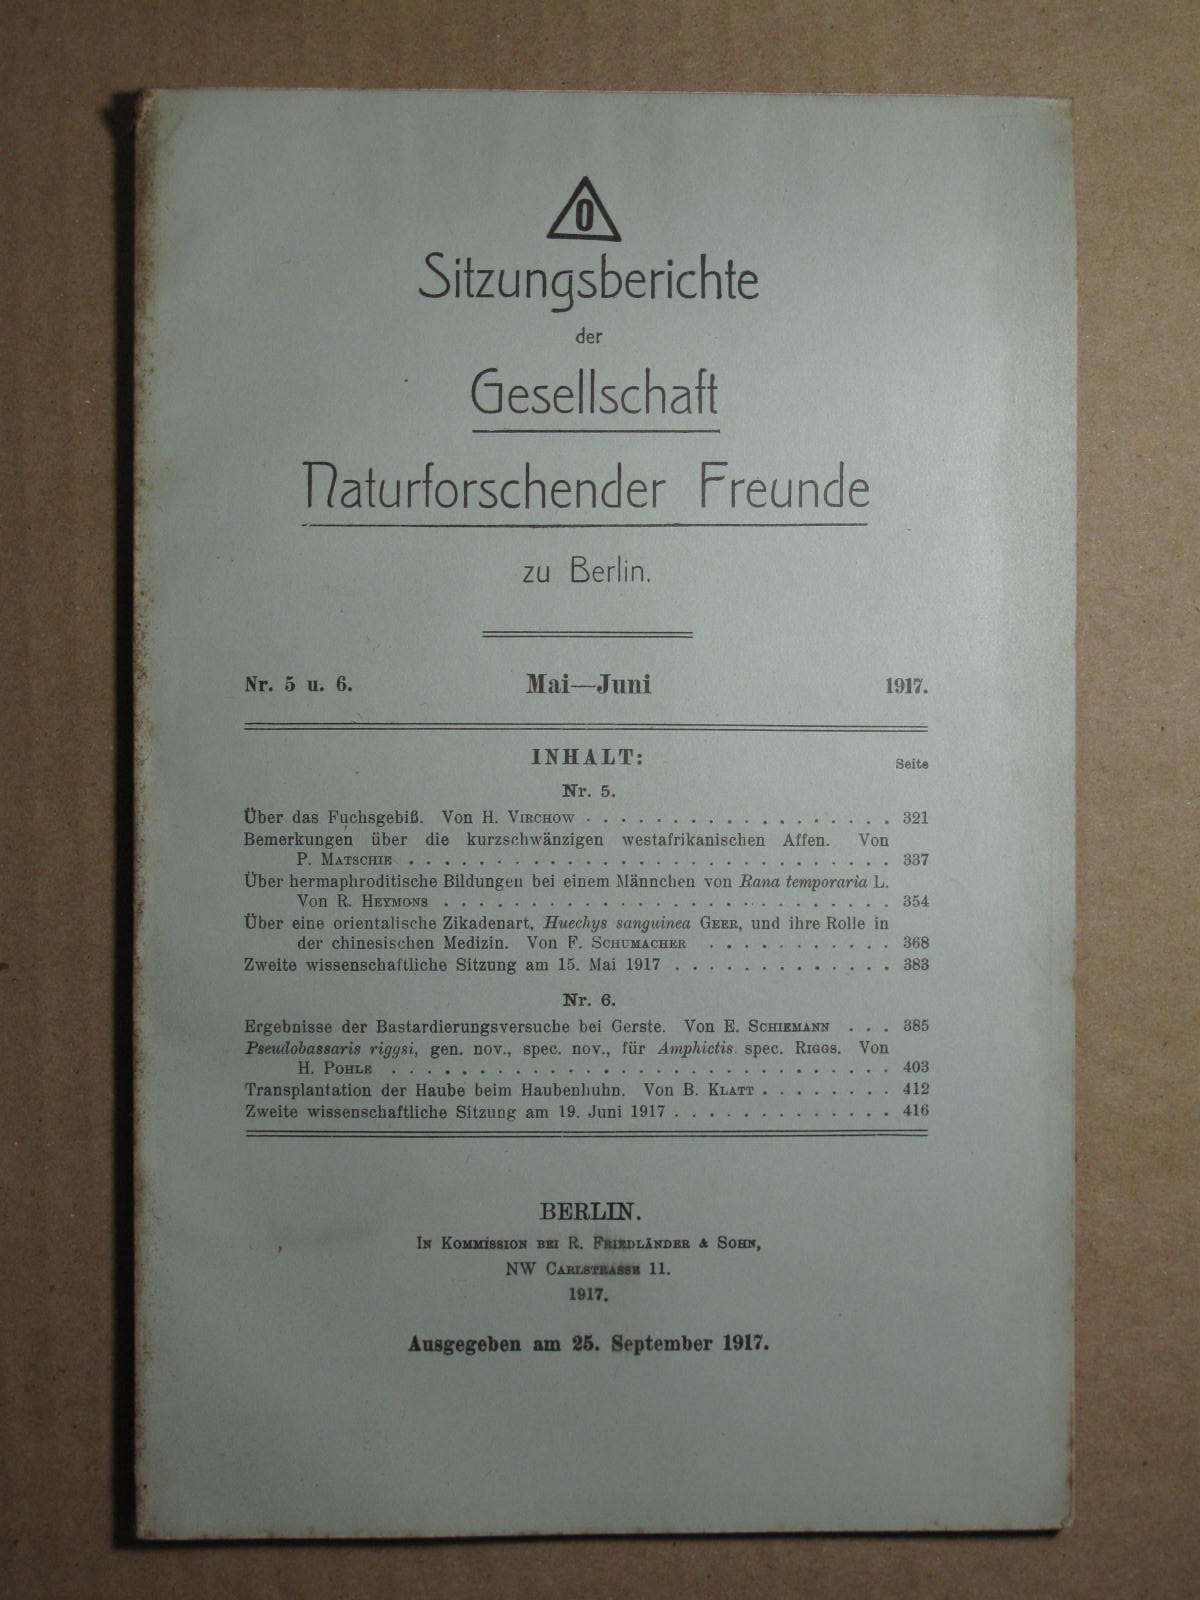 0
Sitzungsberichte
der
Gesellschaft
Naturforschender Freunde
zu Berlin.
Nr. 5 u. 6. Mai—Juni 1917.
INHALT:
Seite
Nr. 5.
Über das Fuchsgebiß. Von H. VIRCHOW . . . . . . . . . . . . . . . . . 321
Bemerkungen über die kurzschwänzigen westafrikanischen Affen. Von
P. MATSCHIE . . . . . . . . . . . . . . . . . . . . . . . . . . 337
Über hermaphroditische Bildungen bei einem Männchen von Rana temporaria L.
Von R. HEYMONS . . . . . . . . . . . . . . . . . . . . . . . . 354
Über eine orientalische Zikadenart, Huechys sanguinea GEER, und ihre Rolle in
der chinesischen Medizin. Von F. SCHUMACHER . . . . . . . . . . . 368
Zweite wissenschaftliche Sitzung am 15. Mai 1917 . . . . . . . . . . . . . 383
Nr. 6.
Ergebnisse der Bastardierungsversuche bei Gerste. Von E. SCHIEMANN . . . 385
Pseudobassaris riggsi, gen. nov., spec. nov., für Amphictis spec. RIGGS. Von
H. POHLE . . . . . . . . . . . . . . . . . . . . . . . . . . . 403
Transplantation der Haube beim Haubenhuhn. Von B. KLATT . . . . . . . . 412
Zweite wissenschaftliche Sitzung am 19. Juni 1917 . . . . . . . . . . . . . 416
BERLIN.
IN KOMMISSION BEI R. FRIEDLÄNDER & SOHN,
NW CARLSTRASSE 11.
1917.
Ausgegeben am 25. September 1917.